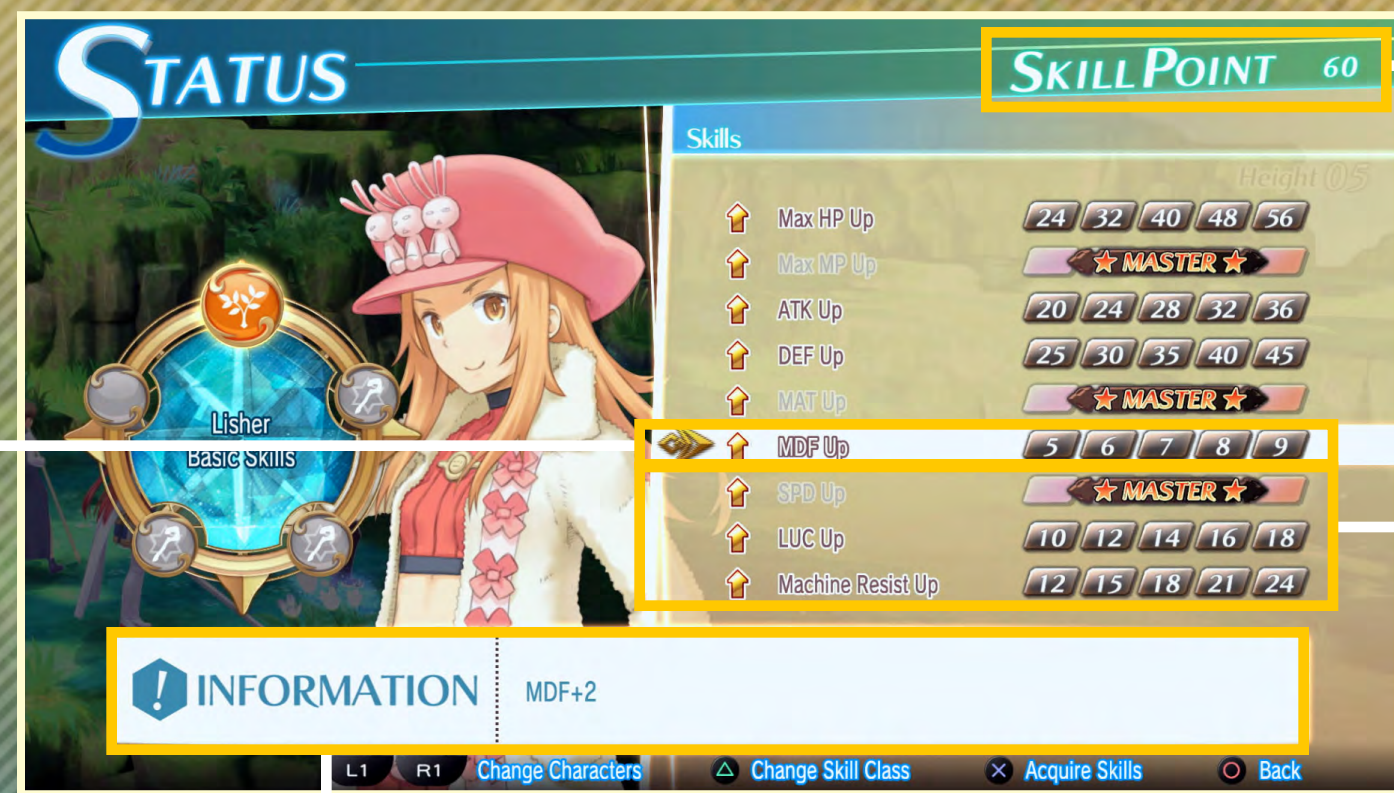 STATUS
SKILL POINT 60
Skills
Height 05
Max HP Up 24 32 40 48 56
Max MP Up MASTER
ATK Up 20 24 28 32 36
DEF Up 25 30 35 40 45
MAT Up MASTER
MDF Up 5 6 7 8 9
SPD Up MASTER
LUC Up 10 12 14 16 18
Machine Resist Up 12 15 18 21 24
Lisher
Basic Skills
! INFORMATION MDF+2
L1 R1 Change Characters Change Skill Class Acquire Skills Back